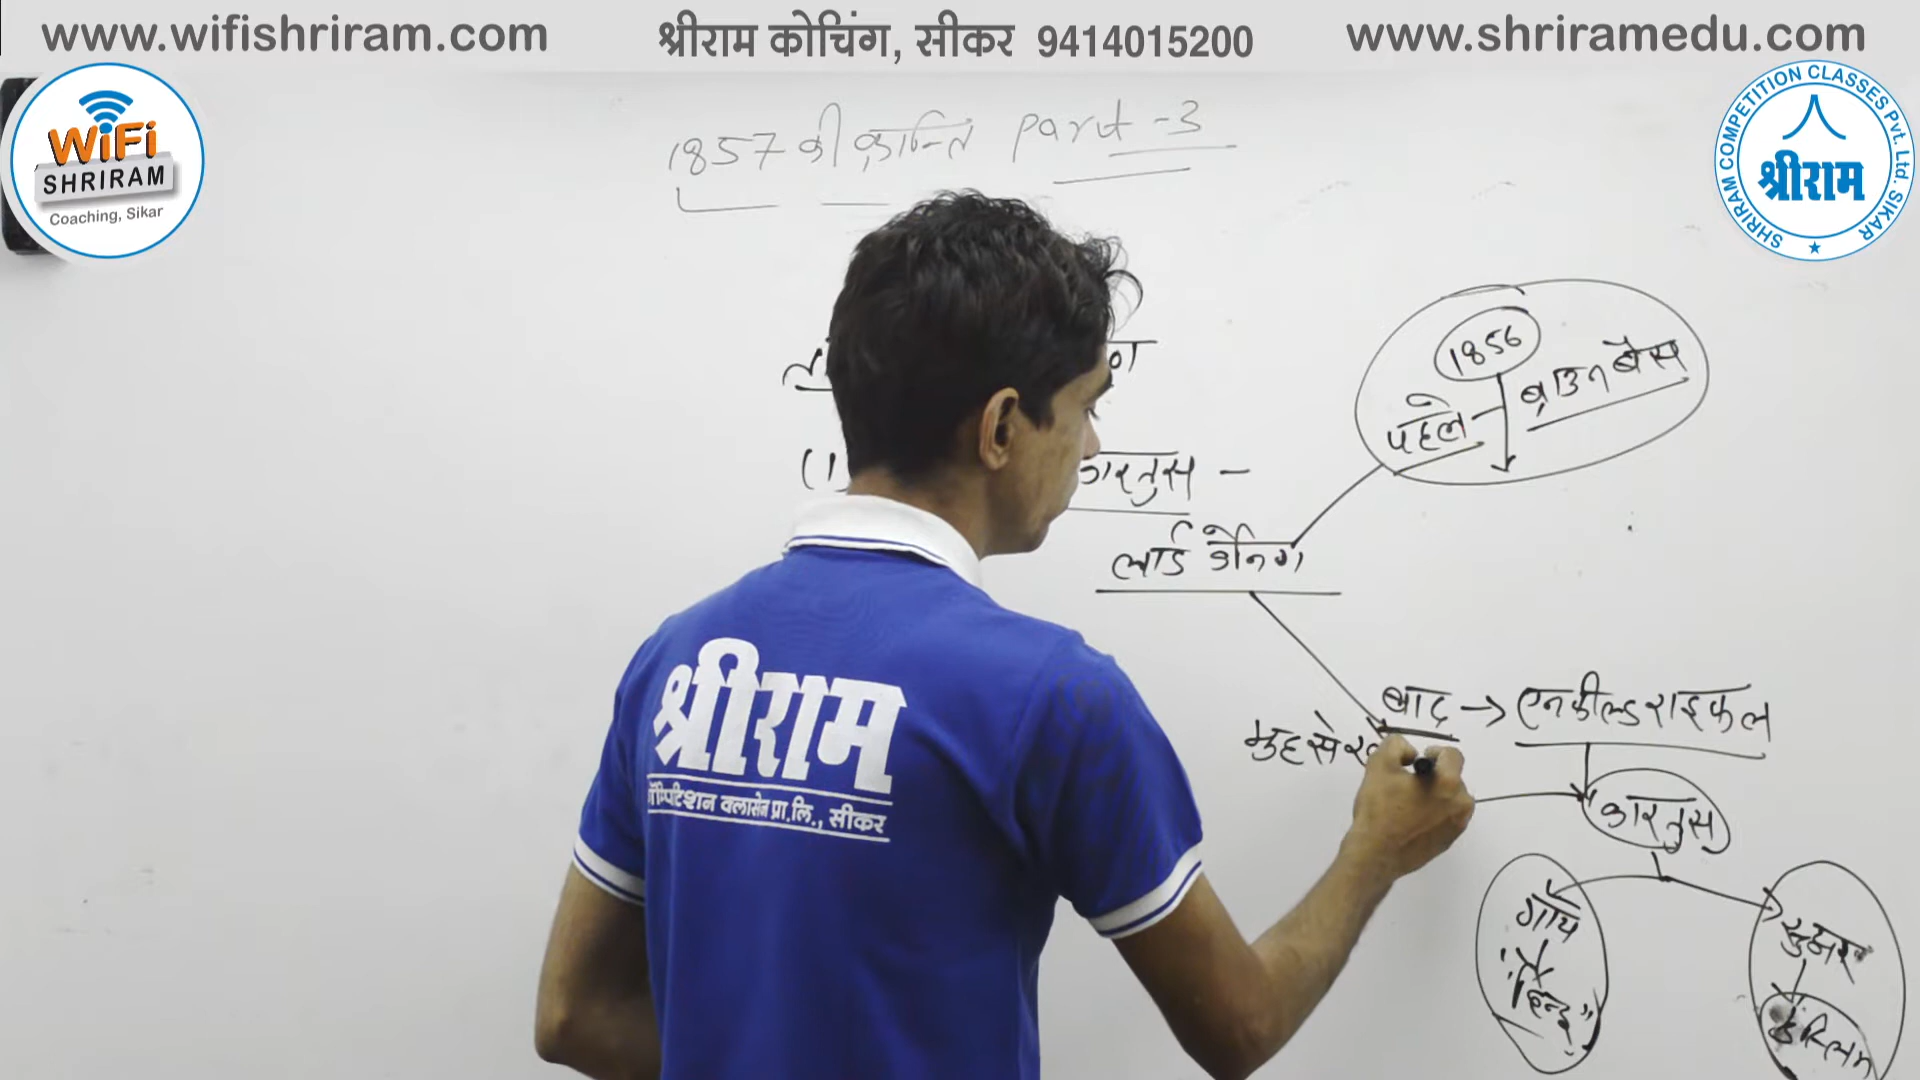 www.wifishriram.com
श्रीराम कोचिंग, सीकर 9414015200
www.shriramedu.com
WiFi
SHRIRAM
Coaching, Sikar
SHRIRAM COMPETITION CLASSES Pvt. Ltd. SIKAR
श्रीराम
1857 की क्रान्ति part-3
1856
पहले ब्राउन बैस
(1)
कारतुस -
लार्ड कैनिंग
बाद → एनफील्ड राइफल
मुह से
कारतुस
गाय
सुअर
"हिन्दू"
मुस्लिम
श्रीराम
कॉम्पिटिशन क्लासेज प्रा.लि., सीकर